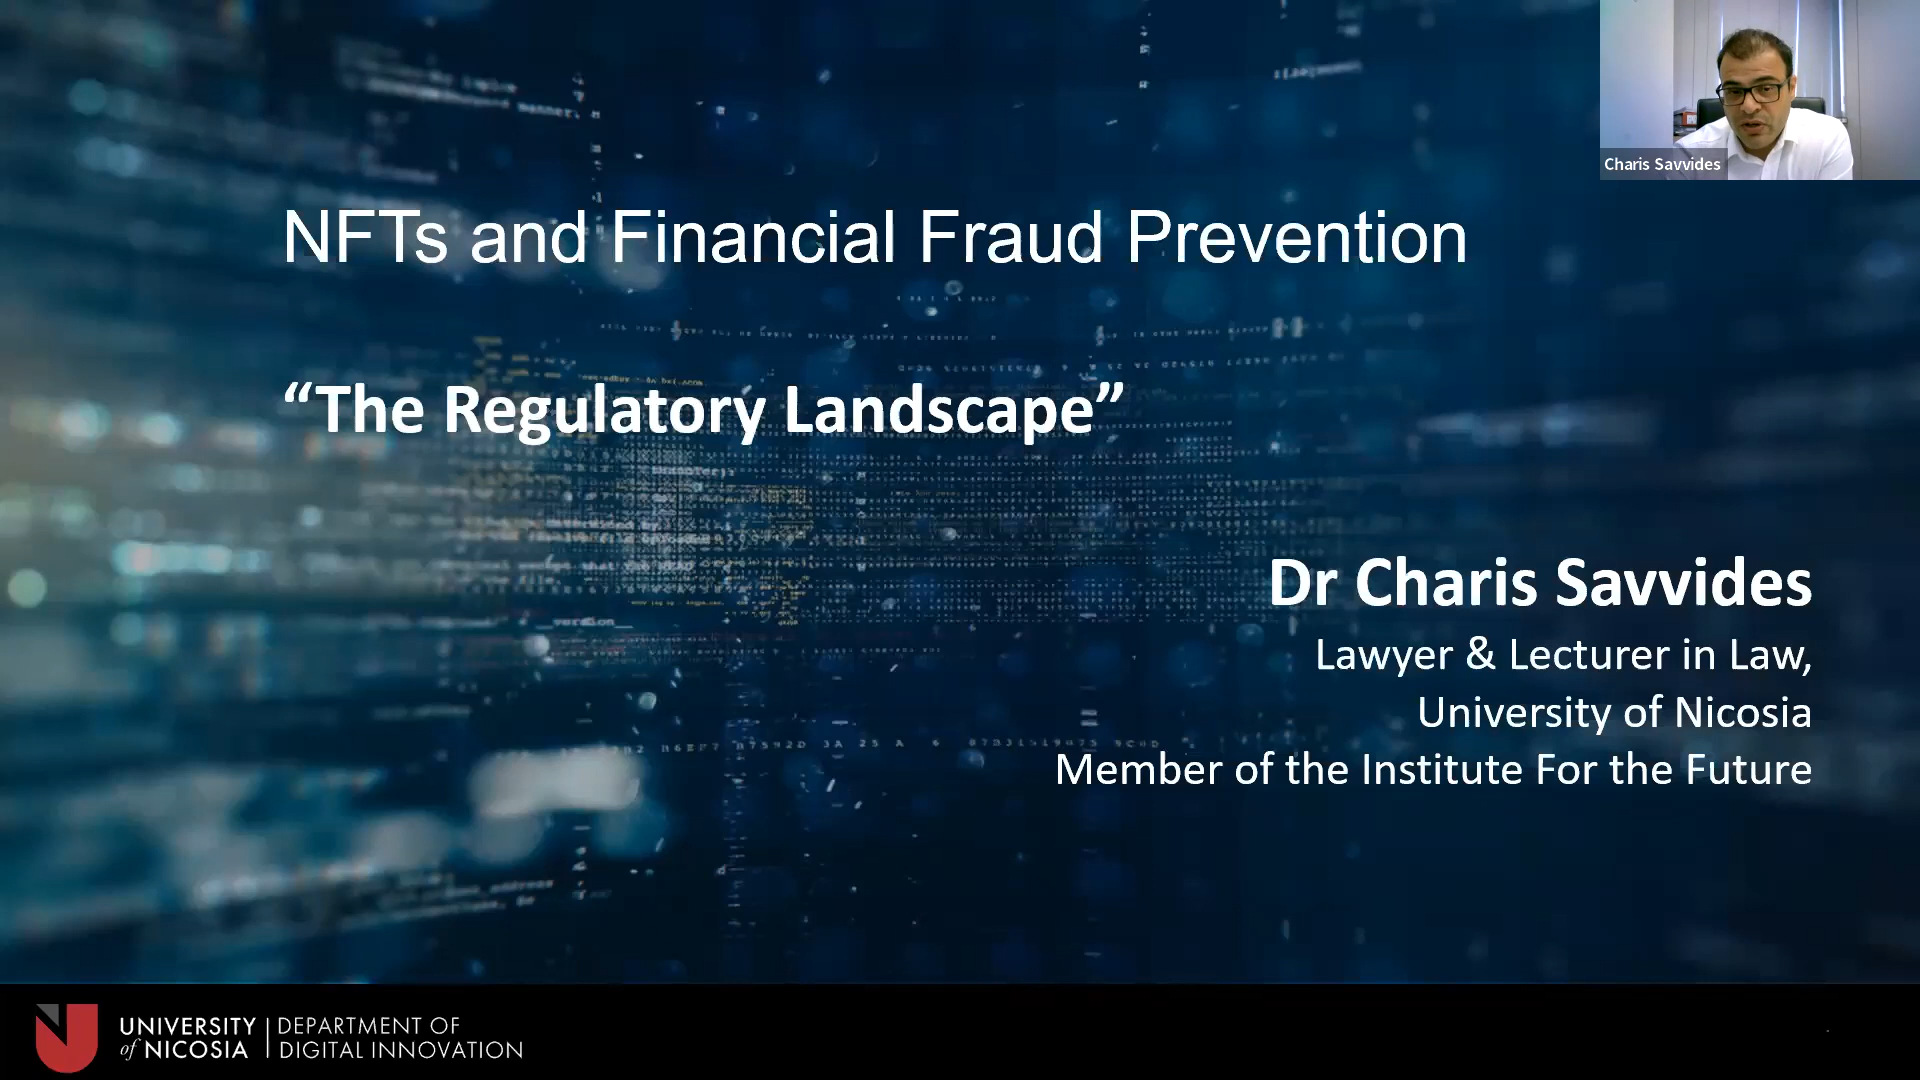 Charis Savvides
NFTs and Financial Fraud Prevention
“The Regulatory Landscape”
Dr Charis Savvides
Lawyer & Lecturer in Law,
University of Nicosia
Member of the Institute For the Future
UNIVERSITY
of NICOSIA
DEPARTMENT OF
DIGITAL INNOVATION